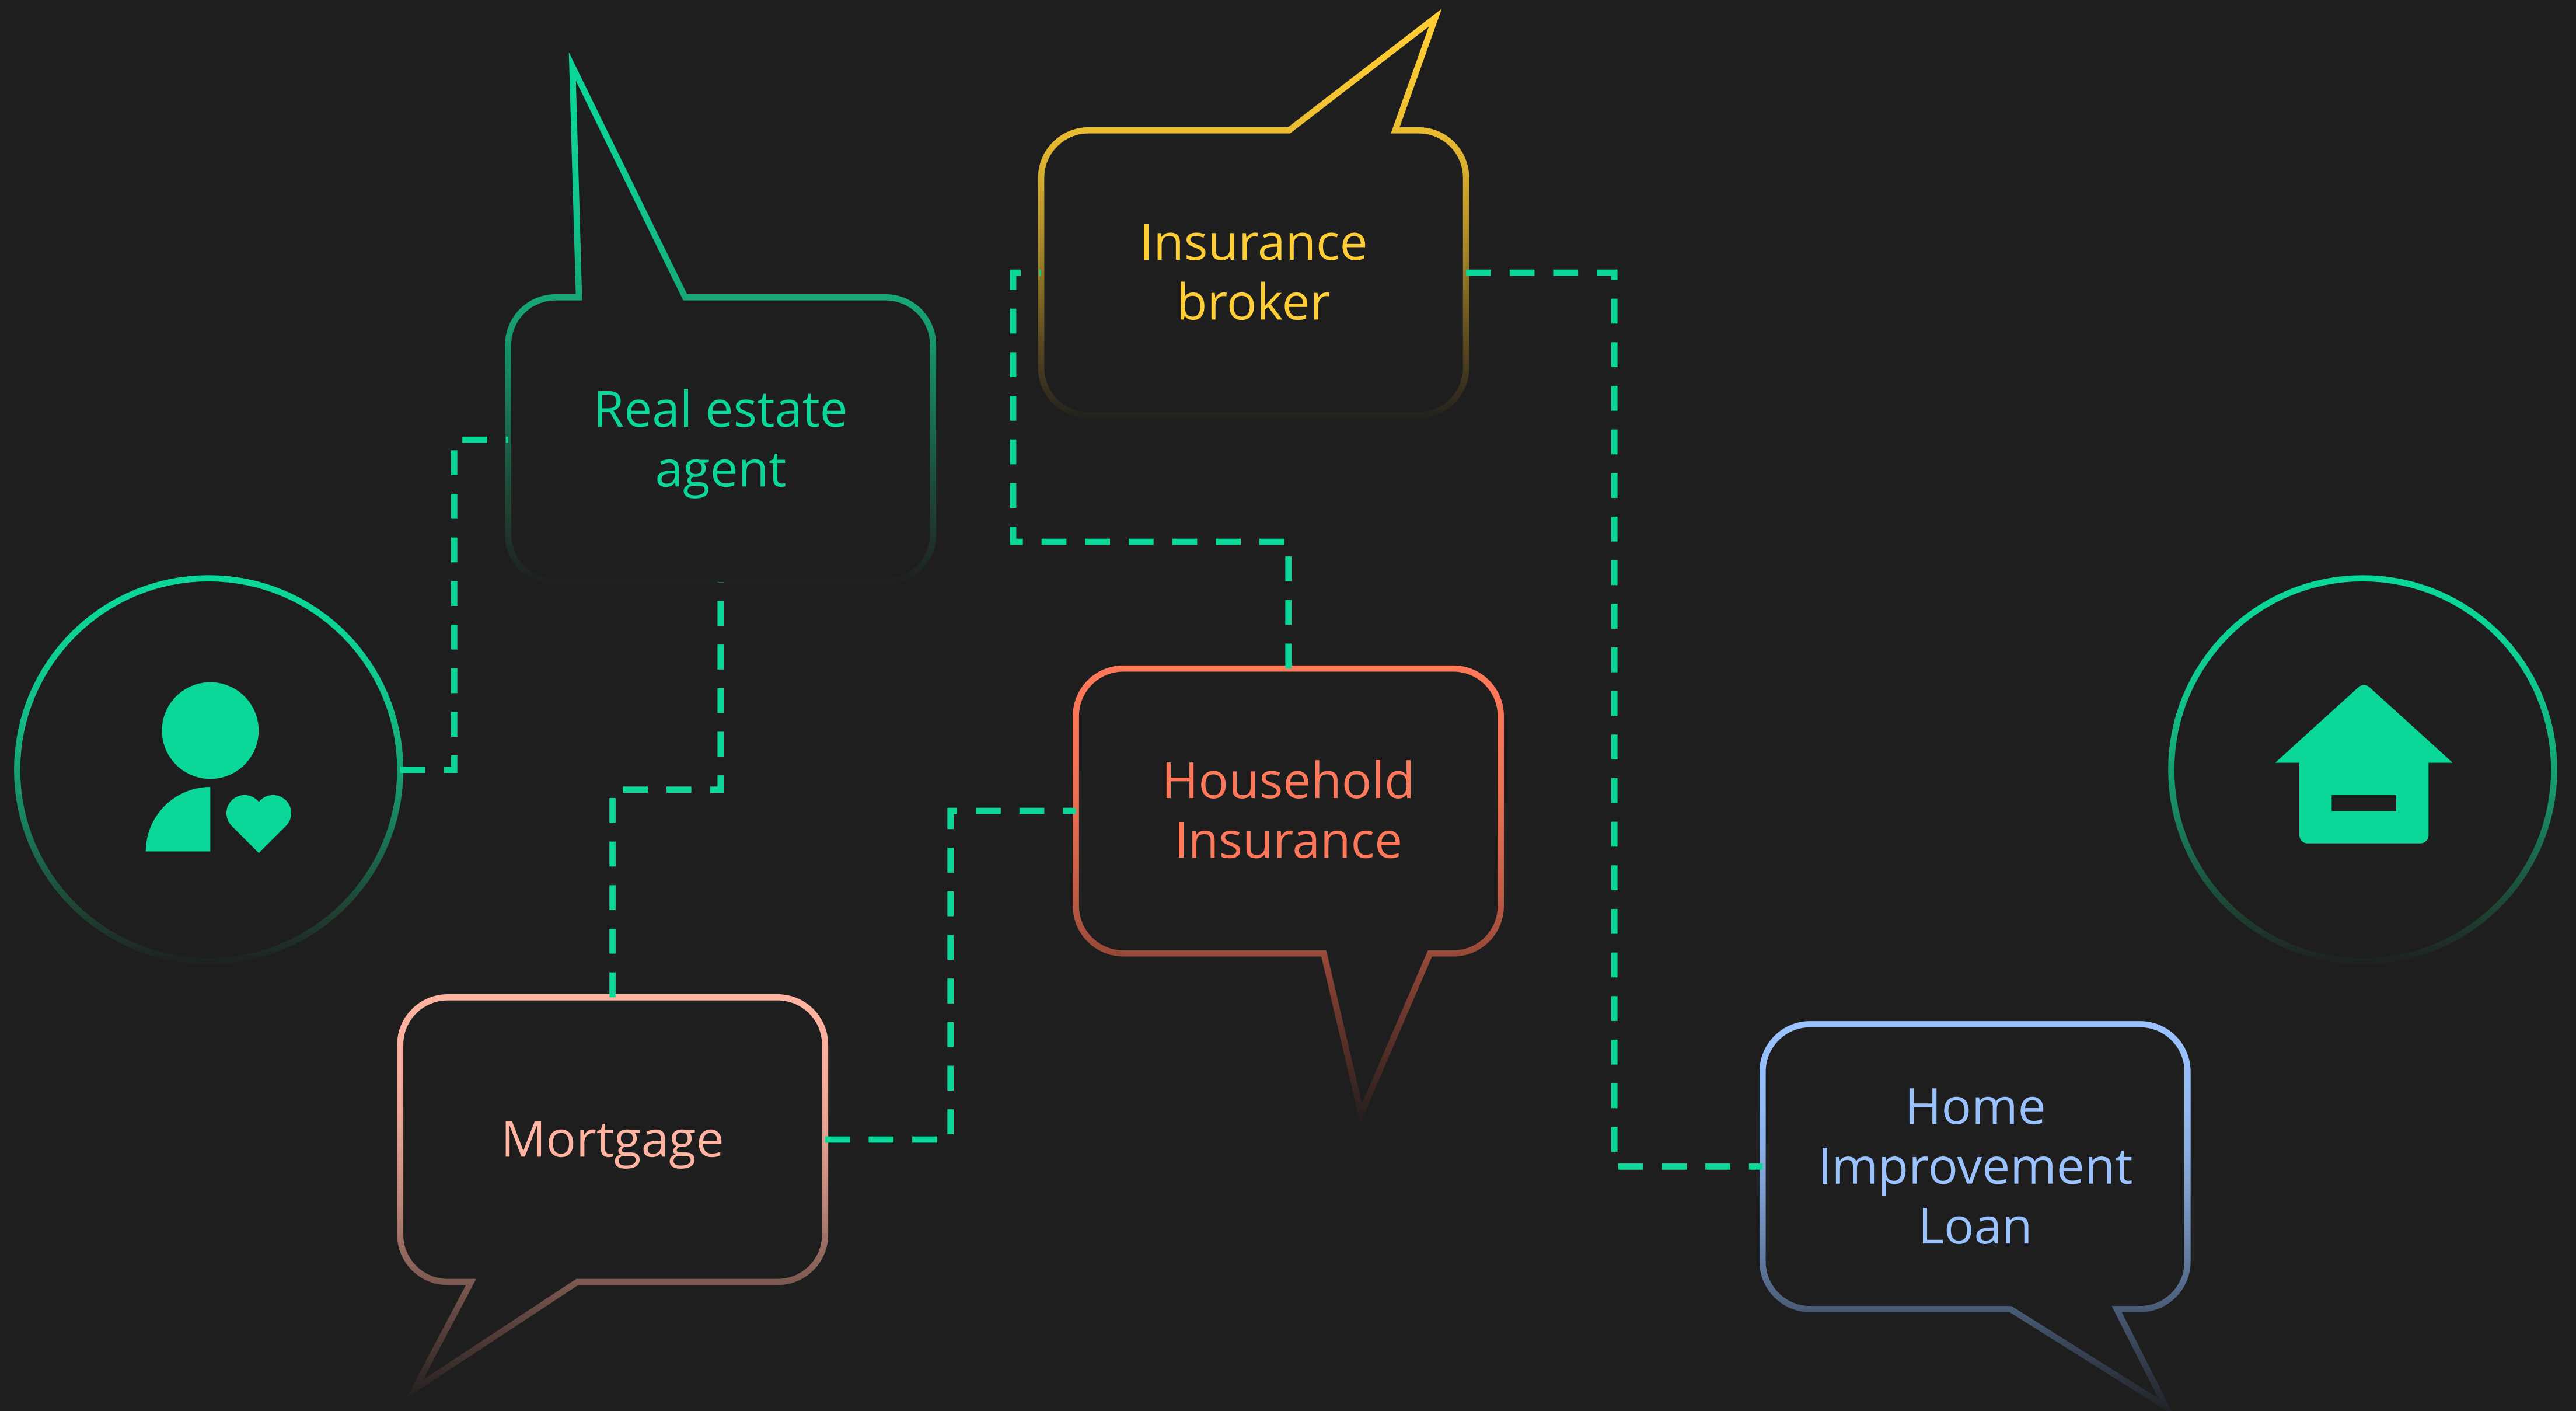 Real estate
agent
Mortgage
Household
Insurance
Insurance
broker
Home
Improvement
Loan